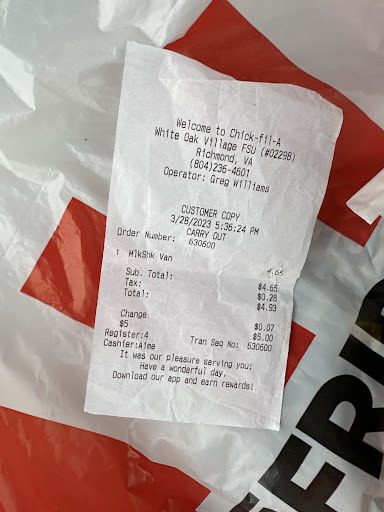 Welcome to Chick-fil-A
White Oak Village FSU (#02298)
Richmond, VA
(804)236-4601
Operator: Greg Williams
CUSTOMER COPY
3/28/2023 5:36:24 PM
CARRY OUT
Order Number: 630600
1 MlkShk Van 4.65
Sub. Total: $4.65
Tax: $0.28
Total: $4.93
Change $0.07
$5 $5.00
Register:4 Tran Seq No: 630600
Cashier:Aime
It was our pleasure serving you!
Have a wonderful day.
Download our app and earn rewards!